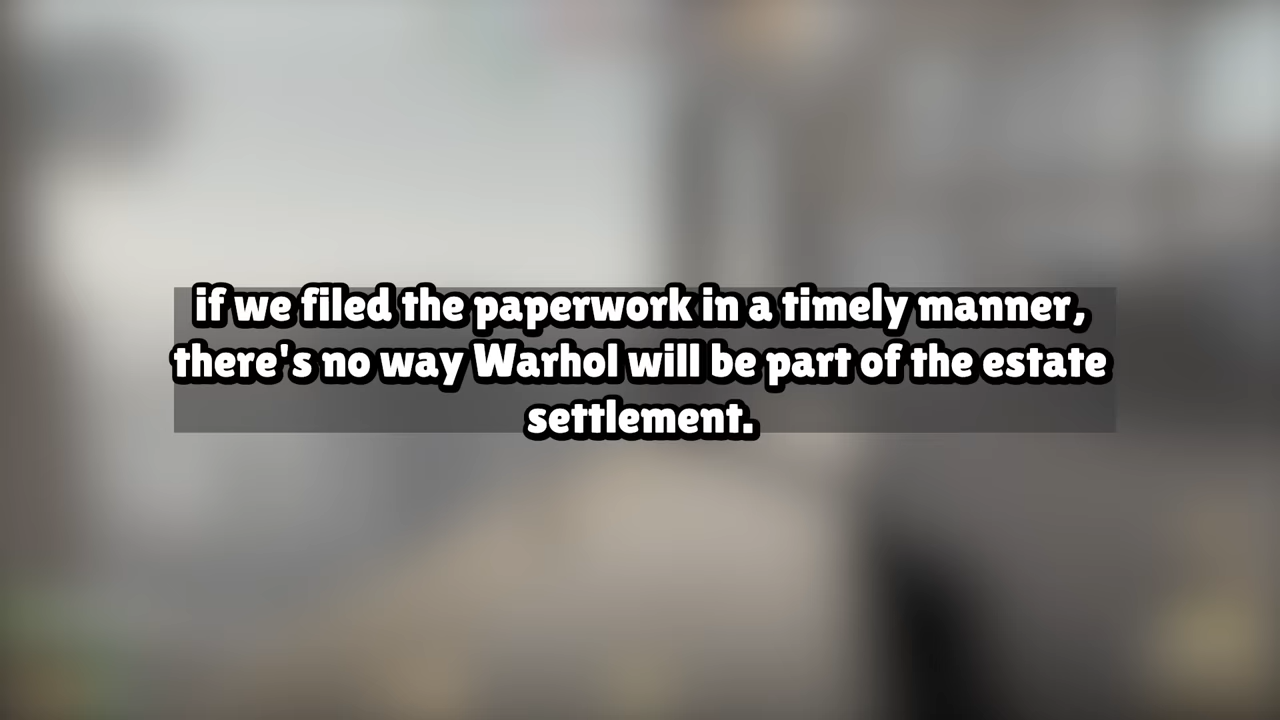 if we filed the paperwork in a timely manner,
there's no way Warhol will be part of the estate
settlement.